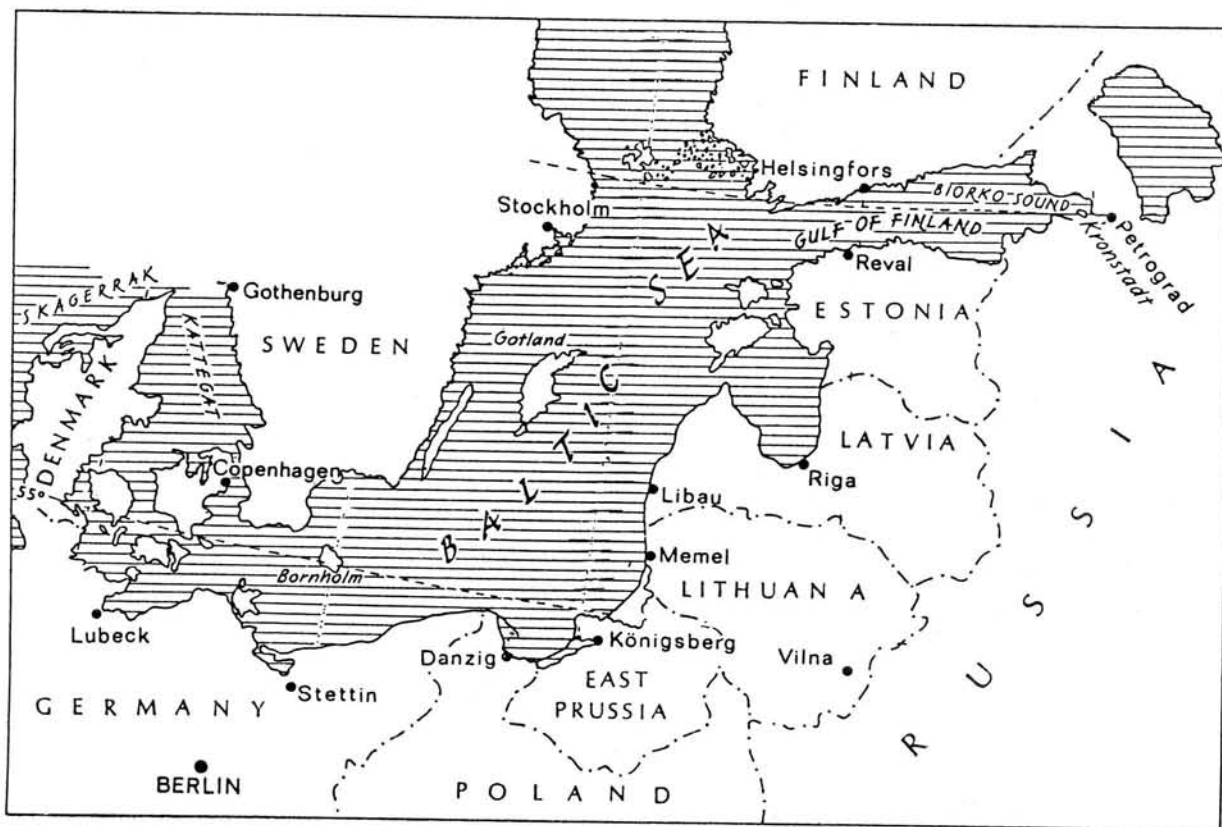 FINLAND
Helsingfors
BIORKO-SOUND
Stockholm
GULF OF FINLAND
Petrograd
Kronstadt
Reval
SKAGERRAK
Gothenburg
KATTEGAT
SWEDEN
ESTONIA
Gotland
DENMARK
BALTIC SEA
LATVIA
Copenhagen
Riga
55°
Libau
RUSSIA
Memel
Bornholm
LITHUAN A
Lubeck
Königsberg
Danzig
Vilna
EAST
PRUSSIA
Stettin
GERMANY
BERLIN
POLAND